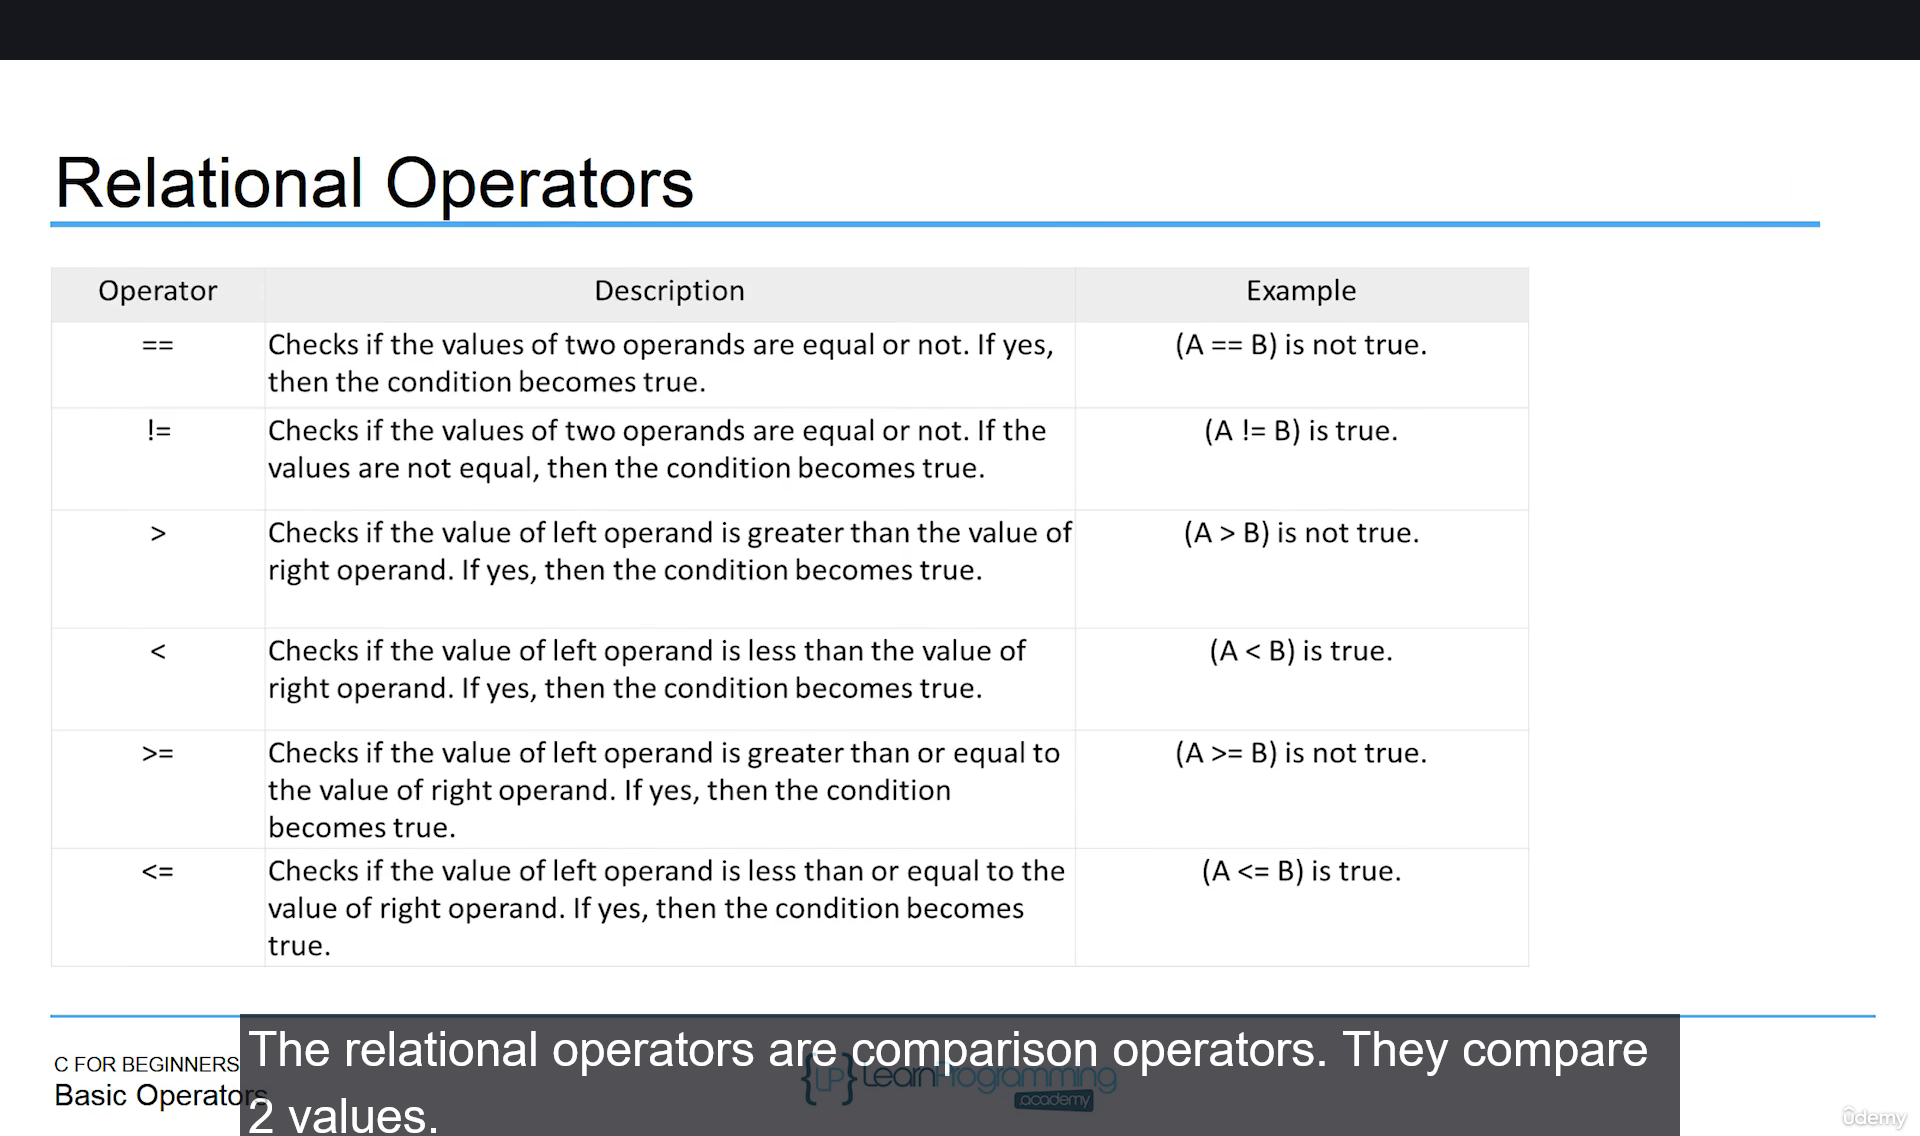 Relational Operators
Operator Description Example
== Checks if the values of two operands are equal or not. If yes, (A == B) is not true.
then the condition becomes true.
!= Checks if the values of two operands are equal or not. If the (A != B) is true.
values are not equal, then the condition becomes true.
> Checks if the value of left operand is greater than the value of (A > B) is not true.
right operand. If yes, then the condition becomes true.
< Checks if the value of left operand is less than the value of (A < B) is true.
right operand. If yes, then the condition becomes true.
>= Checks if the value of left operand is greater than or equal to (A >= B) is not true.
the value of right operand. If yes, then the condition
becomes true.
<= Checks if the value of left operand is less than or equal to the (A <= B) is true.
value of right operand. If yes, then the condition becomes
true.
C FOR BEGINNERS
Basic Operators
The relational operators are comparison operators. They compare
2 values.
{LP} LearnProgramming
.academy
ûdemy